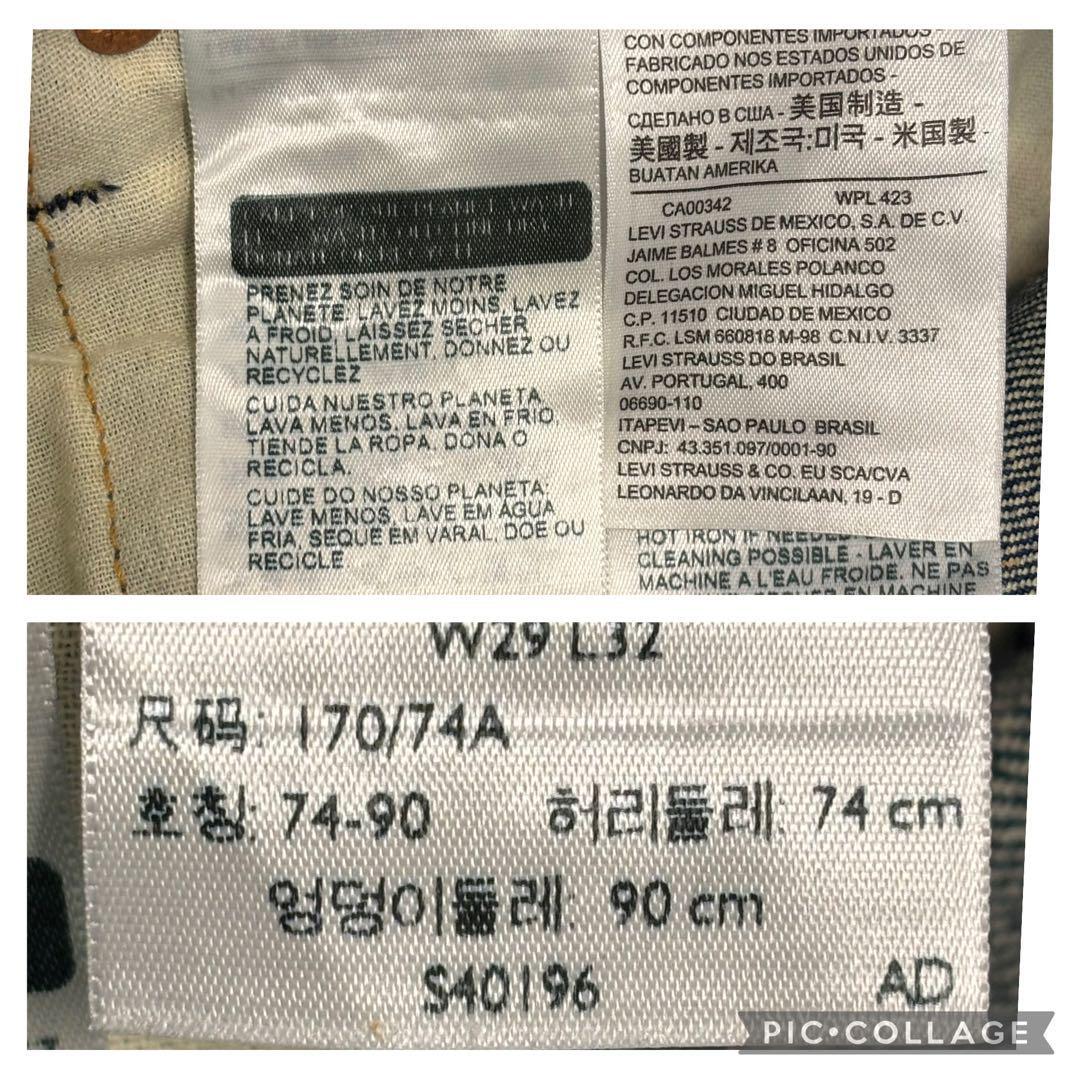 PRENEZ SOIN DE NOTRE
PLANÈTE: LAVEZ MOINS, LAVEZ
A FROID, LAISSEZ SECHER
NATURELLEMENT, DONNEZ OU
RECYCLEZ
CUIDA NUESTRO PLANETA,
LAVA MENOS, LAVA EN FRIO
TIENDE LA ROPA, DONA O
RECICLA.
CUIDE DO NOSSO PLANETA,
LAVE MENOS, LAVE EM ÁGUA
FRIA, SEQUE EM VARAL, DOE OU
RECICLE
CON COMPONENTES IMPORTADOS -
FABRICADO NOS ESTADOS UNIDOS DE
COMPONENTES IMPORTADOS -
СДЕЛАНО В США - 美国制造 -
美國製 - 제조국:미국 - 米国製 -
BUATAN AMERIKA
CA00342 WPL 423
LEVI STRAUSS DE MEXICO, S.A. DE C.V.
JAIME BALMES # 8 OFICINA 502
COL. LOS MORALES POLANCO
DELEGACION MIGUEL HIDALGO
C.P. 11510 CIUDAD DE MEXICO
R.F.C. LSM 660818 M-98 C.N.I.V. 3337
LEVI STRAUSS DO BRASIL
AV. PORTUGAL, 400
06690-110
ITAPEVI – SAO PAULO BRASIL
CNPJ: 43.351.097/0001-90
LEVI STRAUSS & CO. EU SCA/CVA
LEONARDO DA VINCILAAN, 19 - D
HOT IRON IF NEEDED
CLEANING POSSIBLE - LAVER EN
MACHINE A L'EAU FROIDE. NE PAS
SECHER EN MACHINE
W29 L32
尺码: 170/74A
호칭: 74-90 허리둘레: 74 cm
엉덩이둘레: 90 cm
S40196 AD
PIC•COLLAGE